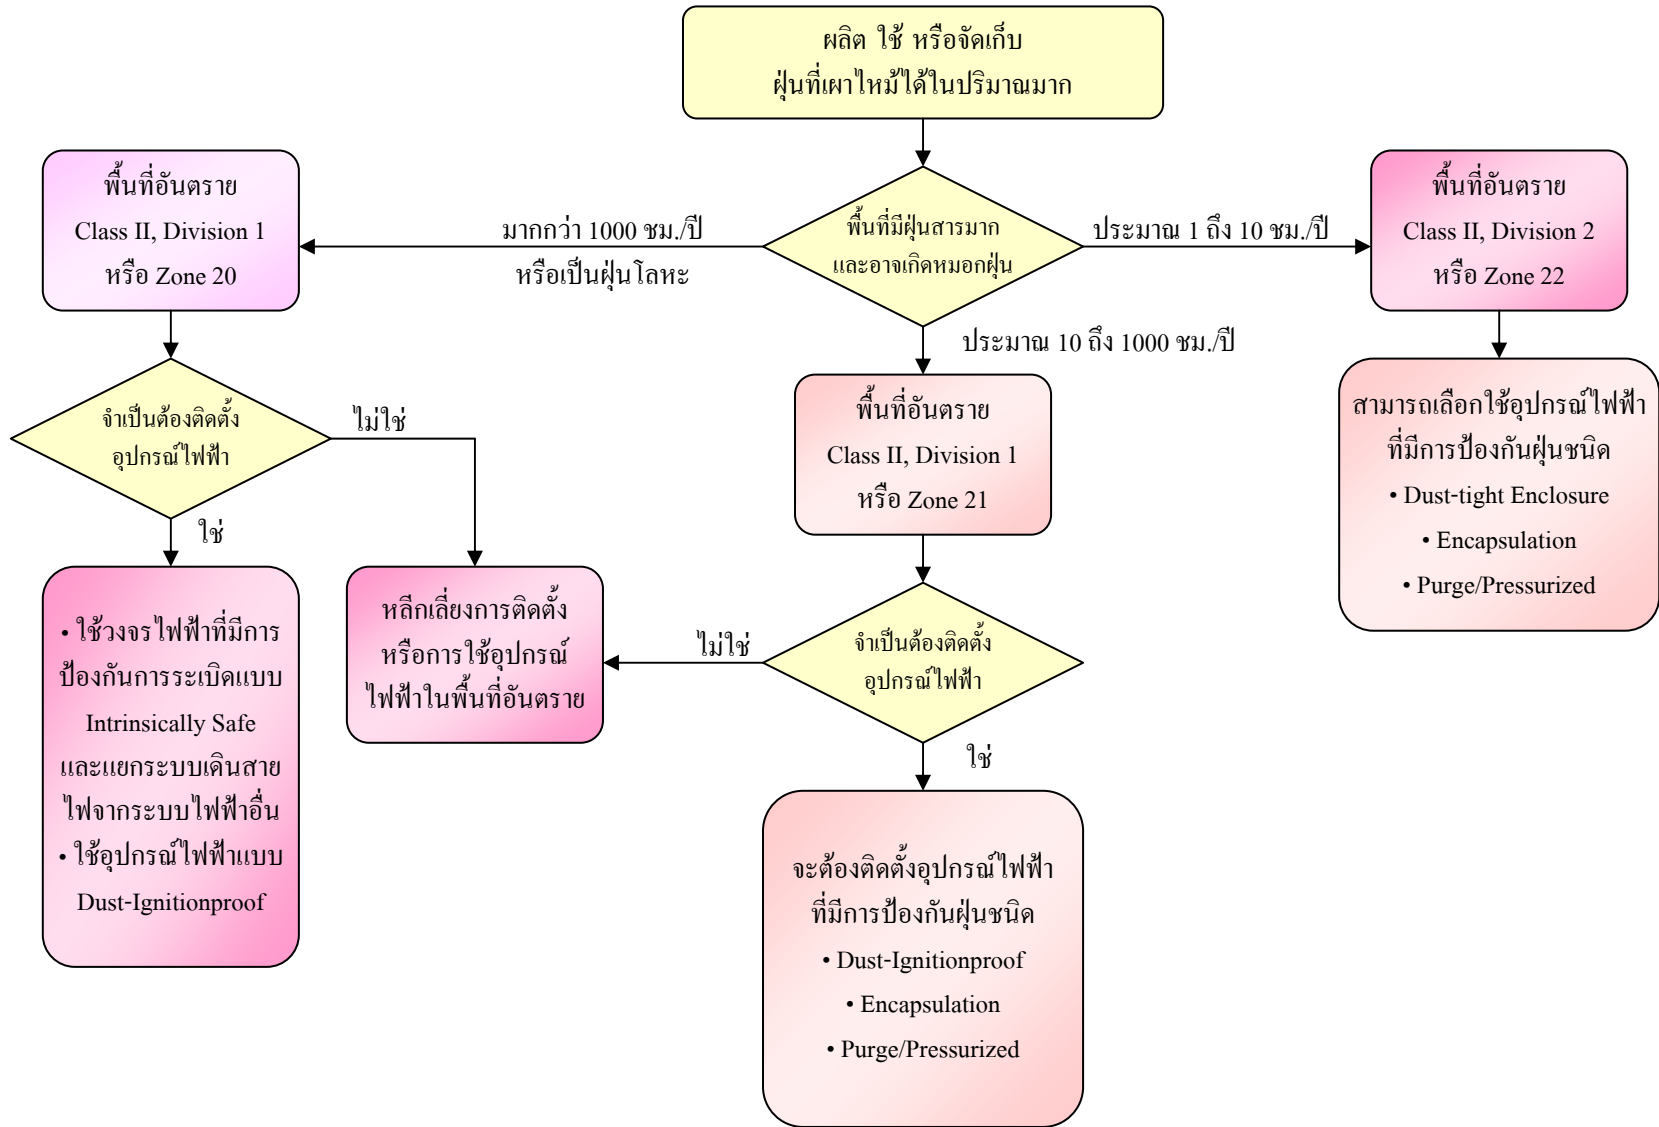 ผลิต ใช้ หรือจัดเก็บ
ฝุ่นที่เผาไหม้ได้ในปริมาณมาก
พื้นที่มีฝุ่นสารมาก
และอาจเกิดหมอกฝุ่น
มากกว่า 1000 ชม./ปี
หรือเป็นฝุ่นโลหะ
พื้นที่อันตราย
Class II, Division 1
หรือ Zone 20
จำเป็นต้องติดตั้ง
อุปกรณ์ไฟฟ้า
ไม่ใช่
ใช่
• ใช้วงจรไฟฟ้าที่มีการ
ป้องกันการระเบิดแบบ
Intrinsically Safe
และแยกระบบเดินสาย
ไฟจากระบบไฟฟ้าอื่น
• ใช้อุปกรณ์ไฟฟ้าแบบ
Dust-Ignitionproof
หลีกเลี่ยงการติดตั้ง
หรือการใช้อุปกรณ์
ไฟฟ้าในพื้นที่อันตราย
ประมาณ 10 ถึง 1000 ชม./ปี
พื้นที่อันตราย
Class II, Division 1
หรือ Zone 21
จำเป็นต้องติดตั้ง
อุปกรณ์ไฟฟ้า
ไม่ใช่
ใช่
จะต้องติดตั้งอุปกรณ์ไฟฟ้า
ที่มีการป้องกันฝุ่นชนิด
• Dust-Ignitionproof
• Encapsulation
• Purge/Pressurized
ประมาณ 1 ถึง 10 ชม./ปี
พื้นที่อันตราย
Class II, Division 2
หรือ Zone 22
สามารถเลือกใช้อุปกรณ์ไฟฟ้า
ที่มีการป้องกันฝุ่นชนิด
• Dust-tight Enclosure
• Encapsulation
• Purge/Pressurized